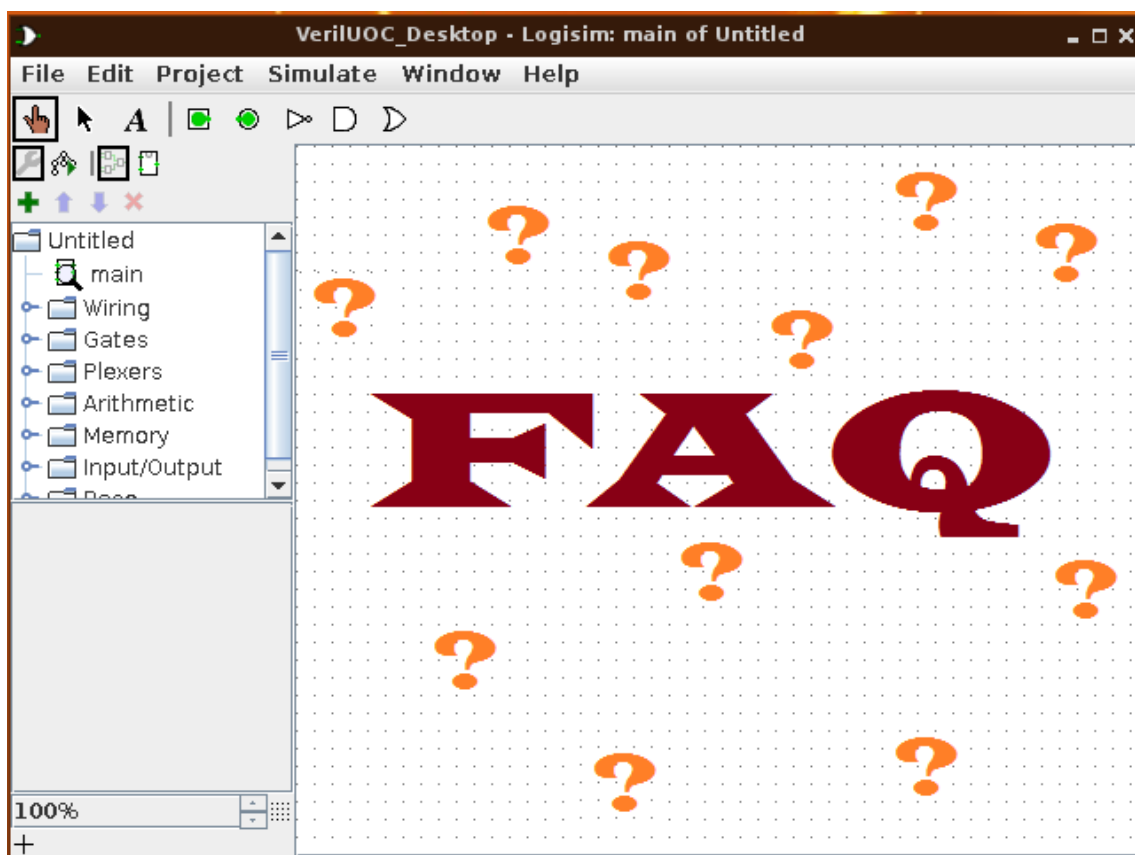 VerilUOC_Desktop - Logisim: main of Untitled
File Edit Project Simulate Window Help
A
Untitled
main
Wiring
Gates
Plexers
Arithmetic
Memory
Input/Output
? ? ? ? ? ?
FAQ
? ? ? ? ?
100%